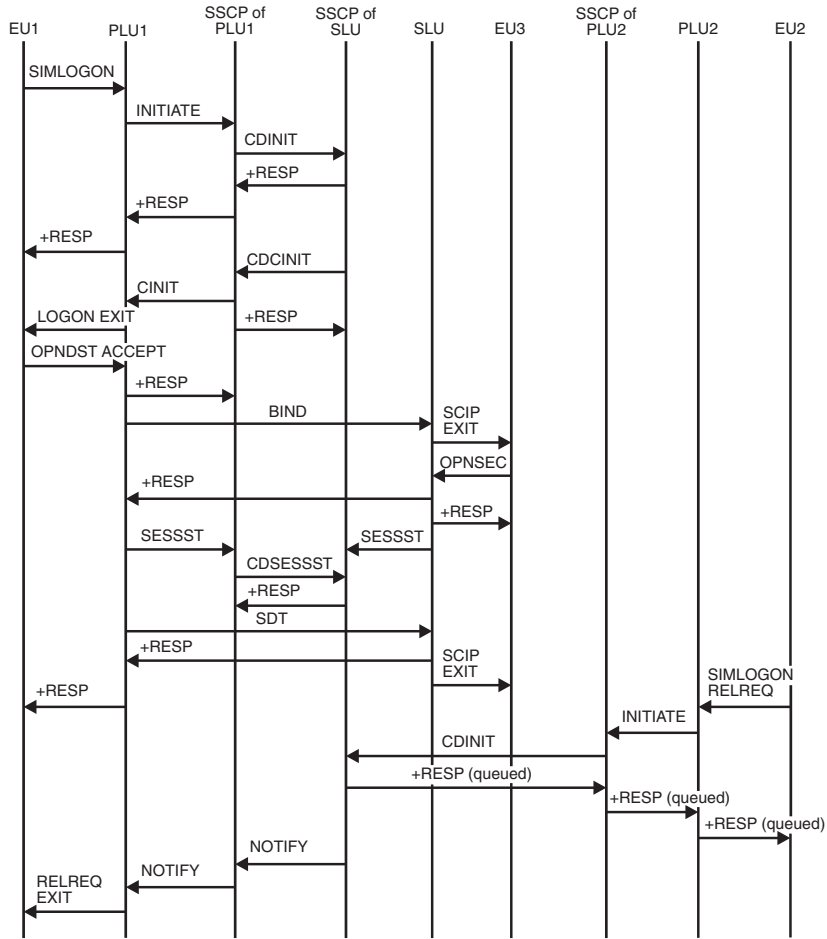 EU1
PLU1
SSCP of
PLU1
SSCP of
SLU
SLU
EU3
SSCP of
PLU2
PLU2
EU2
SIMLOGON
INITIATE
CDINIT
+RESP
+RESP
+RESP
CDCINIT
CINIT
LOGON EXIT
+RESP
OPNDST ACCEPT
+RESP
BIND
SCIP
EXIT
OPNSEC
+RESP
+RESP
SESSST
SESSST
CDSESSST
+RESP
SDT
+RESP
SCIP
EXIT
+RESP
SIMLOGON
RELREQ
INITIATE
CDINIT
+RESP (queued)
+RESP (queued)
+RESP (queued)
NOTIFY
NOTIFY
RELREQ
EXIT